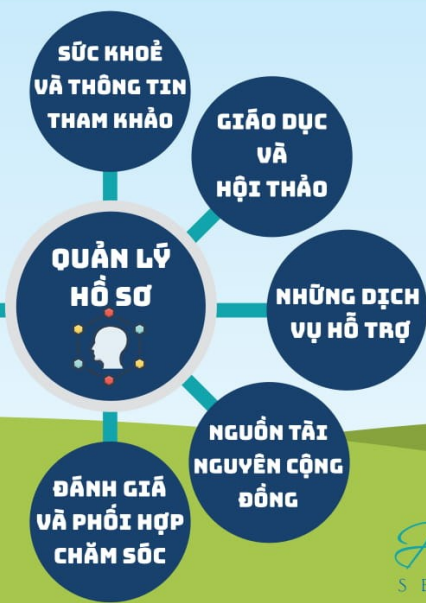 SỨC KHOẺ
VÀ THÔNG TIN
THAM KHẢO
GIÁO DỤC
VÀ
HỘI THẢO
QUẢN LÝ
HỒ SƠ
NHỮNG DỊCH
VỤ HỖ TRỢ
NGUỒN TÀI
NGUYÊN CỘNG
ĐỒNG
ĐÁNH GIÁ
VÀ PHỐI HỢP
CHĂM SÓC